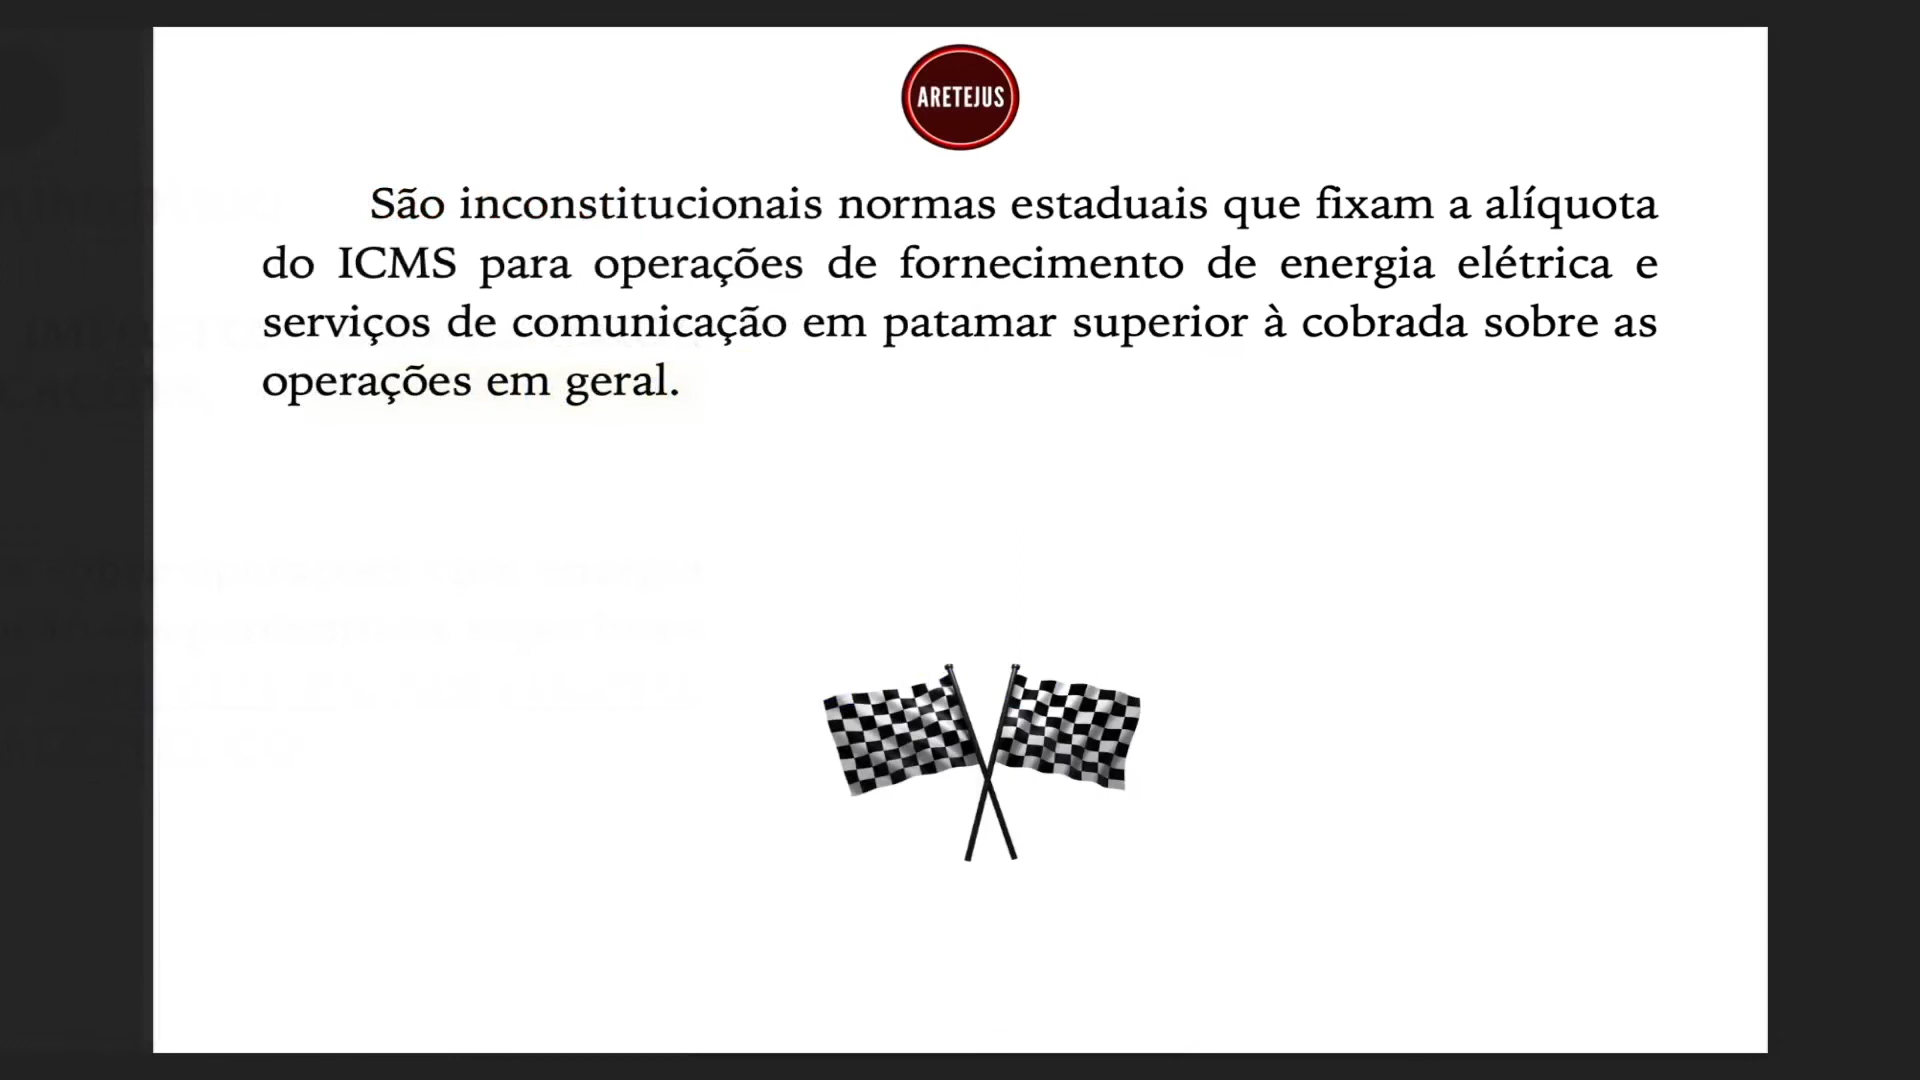 ARETEJUS
São inconstitucionais normas estaduais que fixam a alíquota
do ICMS para operações de fornecimento de energia elétrica e
serviços de comunicação em patamar superior à cobrada sobre as
operações em geral.